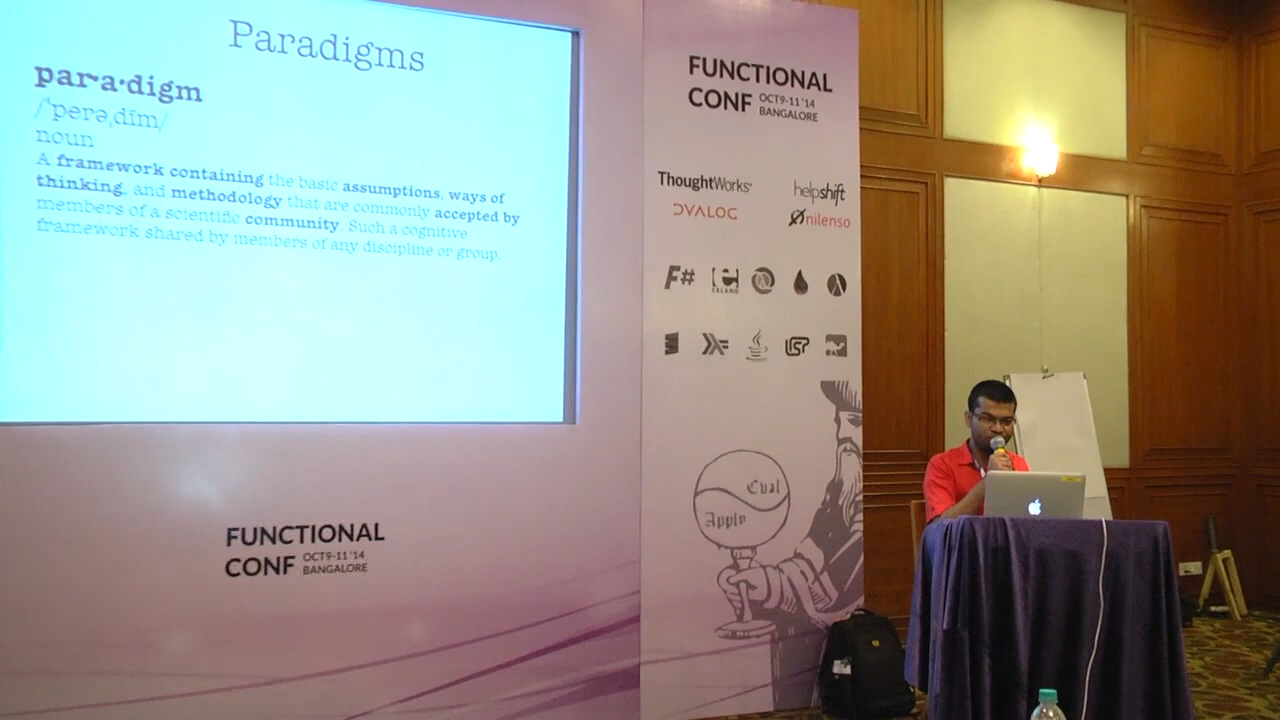 Paradigms
par·a·digm
/ˈperəˌdīm/
noun
A framework containing the basic assumptions, ways of
thinking, and methodology that are commonly accepted by
members of a scientific community. Such a cognitive
framework shared by members of any discipline or group.
FUNCTIONAL
CONF OCT9-11 '14
BANGALORE
FUNCTIONAL
CONF OCT9-11 '14
BANGALORE
ThoughtWorks®
helpshift
DYALOG
nilenso
F#
ERLANG
LISP
Eval
Apply